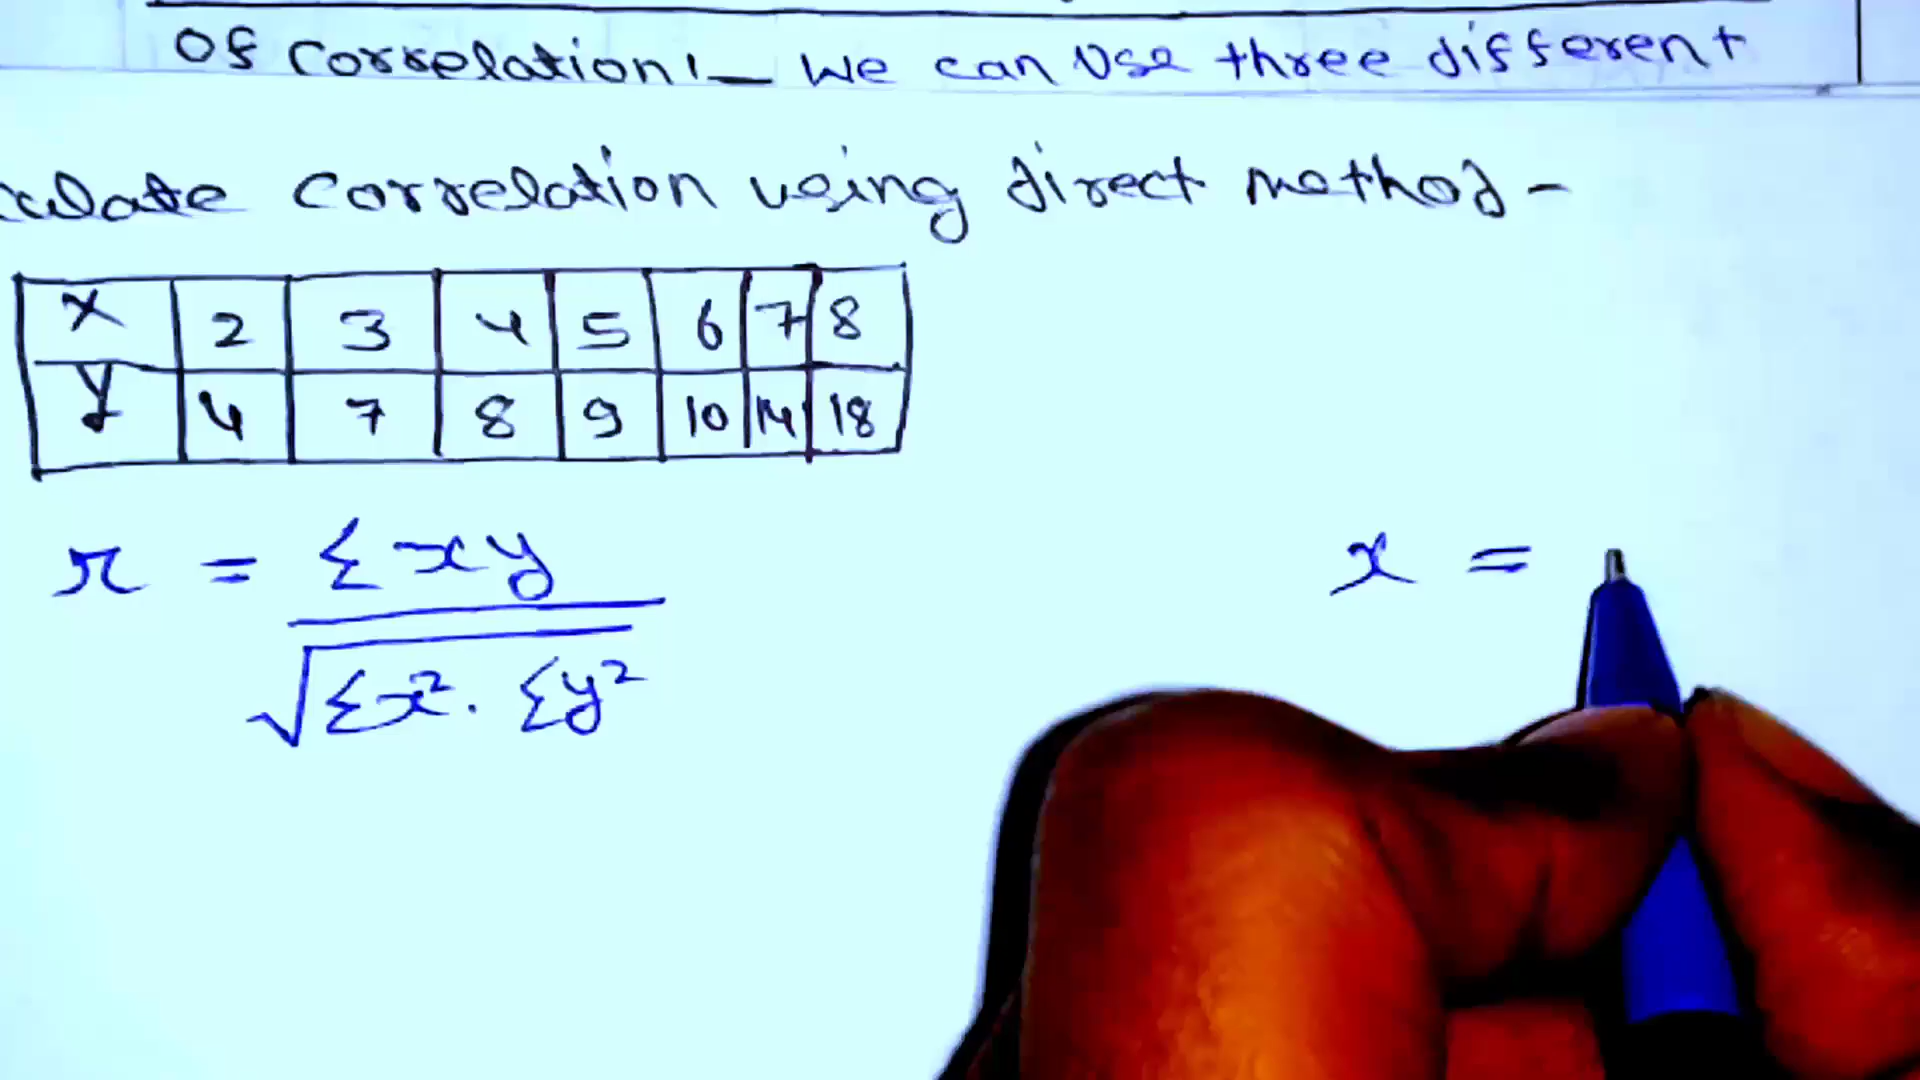 Of Correlation:- We can Use three different
culate Correlation using direct method -
X 2 3 4 5 6 7 8
Y 4 7 8 9 10 14 18
r = Σxy
√Σx². Σy²
x =